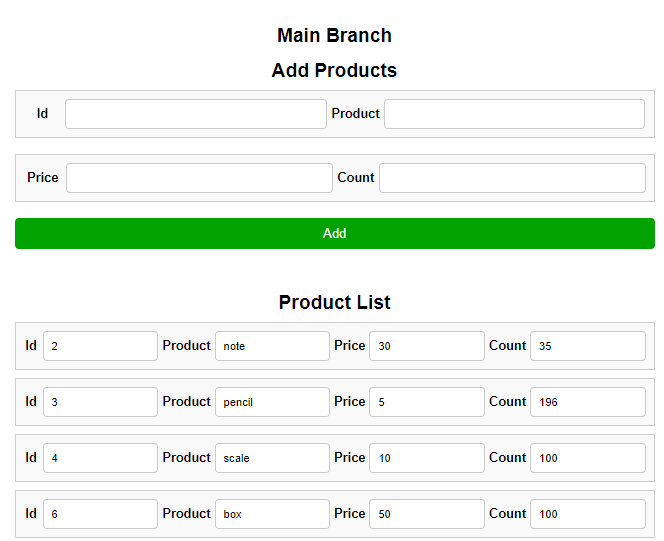 Main Branch
Add Products
Id Product
Price Count
Add
Product List
Id 2 Product note Price 30 Count 35
Id 3 Product pencil Price 5 Count 196
Id 4 Product scale Price 10 Count 100
Id 6 Product box Price 50 Count 100